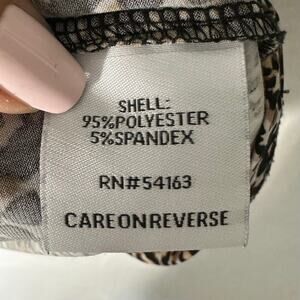 SHELL:
95%POLYESTER
5%SPANDEX
RN#54163
CAREONREVERSE